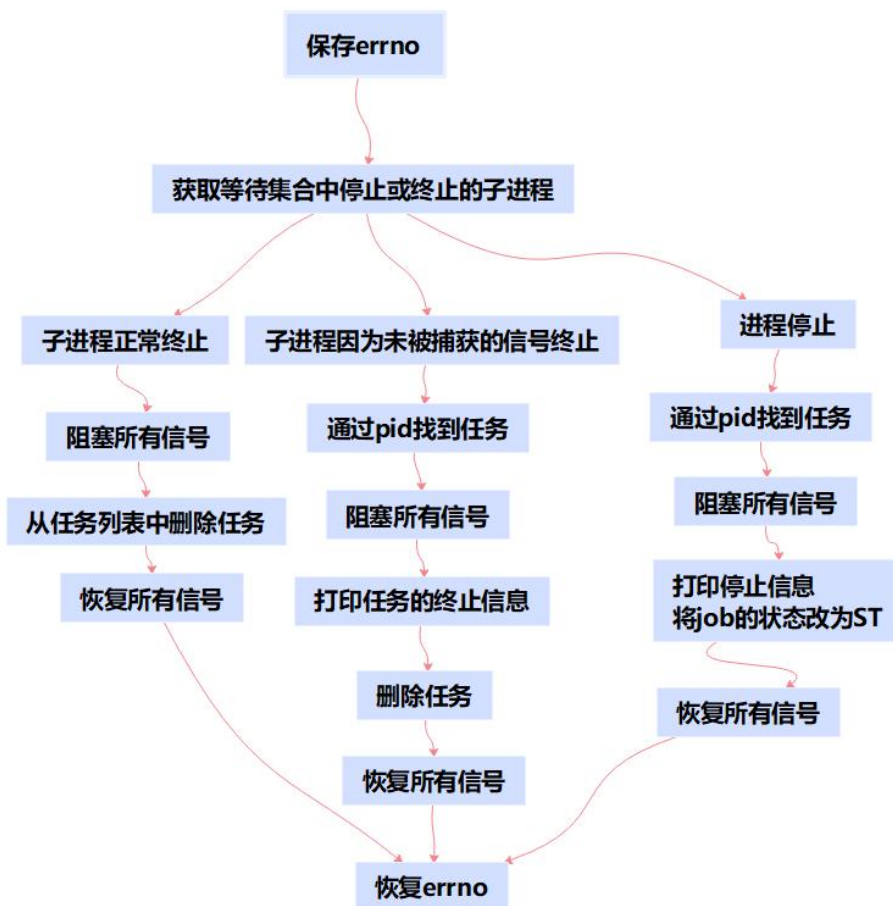 保存errno
获取等待集合中停止或终止的子进程
子进程正常终止
阻塞所有信号
从任务列表中删除任务
恢复所有信号
子进程因为未被捕获的信号终止
通过pid找到任务
阻塞所有信号
打印任务的终止信息
删除任务
恢复所有信号
进程停止
通过pid找到任务
阻塞所有信号
打印停止信息
将job的状态改为ST
恢复所有信号
恢复errno